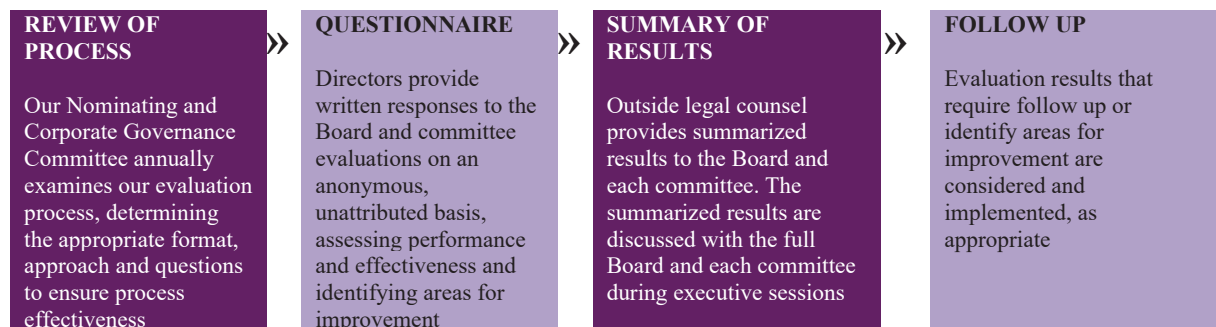 REVIEW OF
PROCESS
Our Nominating and
Corporate Governance
Committee annually
examines our evaluation
process, determining
the appropriate format,
approach and questions
to ensure process
effectiveness
»
QUESTIONNAIRE
Directors provide
written responses to the
Board and committee
evaluations on an
anonymous,
unattributed basis,
assessing performance
and effectiveness and
identifying areas for
improvement
»
SUMMARY OF
RESULTS
Outside legal counsel
provides summarized
results to the Board and
each committee. The
summarized results are
discussed with the full
Board and each committee
during executive sessions
»
FOLLOW UP
Evaluation results that
require follow up or
identify areas for
improvement are
considered and
implemented, as
appropriate